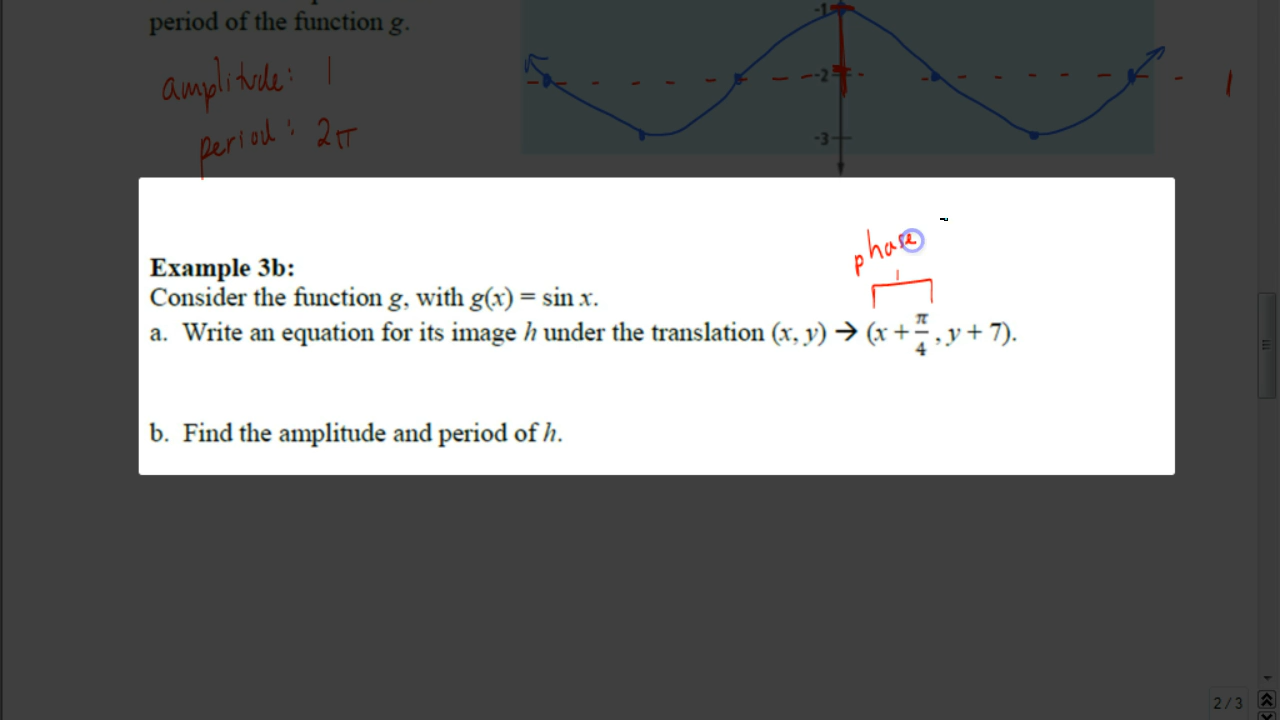 period of the function g.
amplitude: 1
period: 2π
-1
-2
-3
1
phase
Example 3b:
Consider the function g, with g(x) = sin x.
a. Write an equation for its image h under the translation (x, y) → (x + π/4, y + 7).
b. Find the amplitude and period of h.
2 / 3